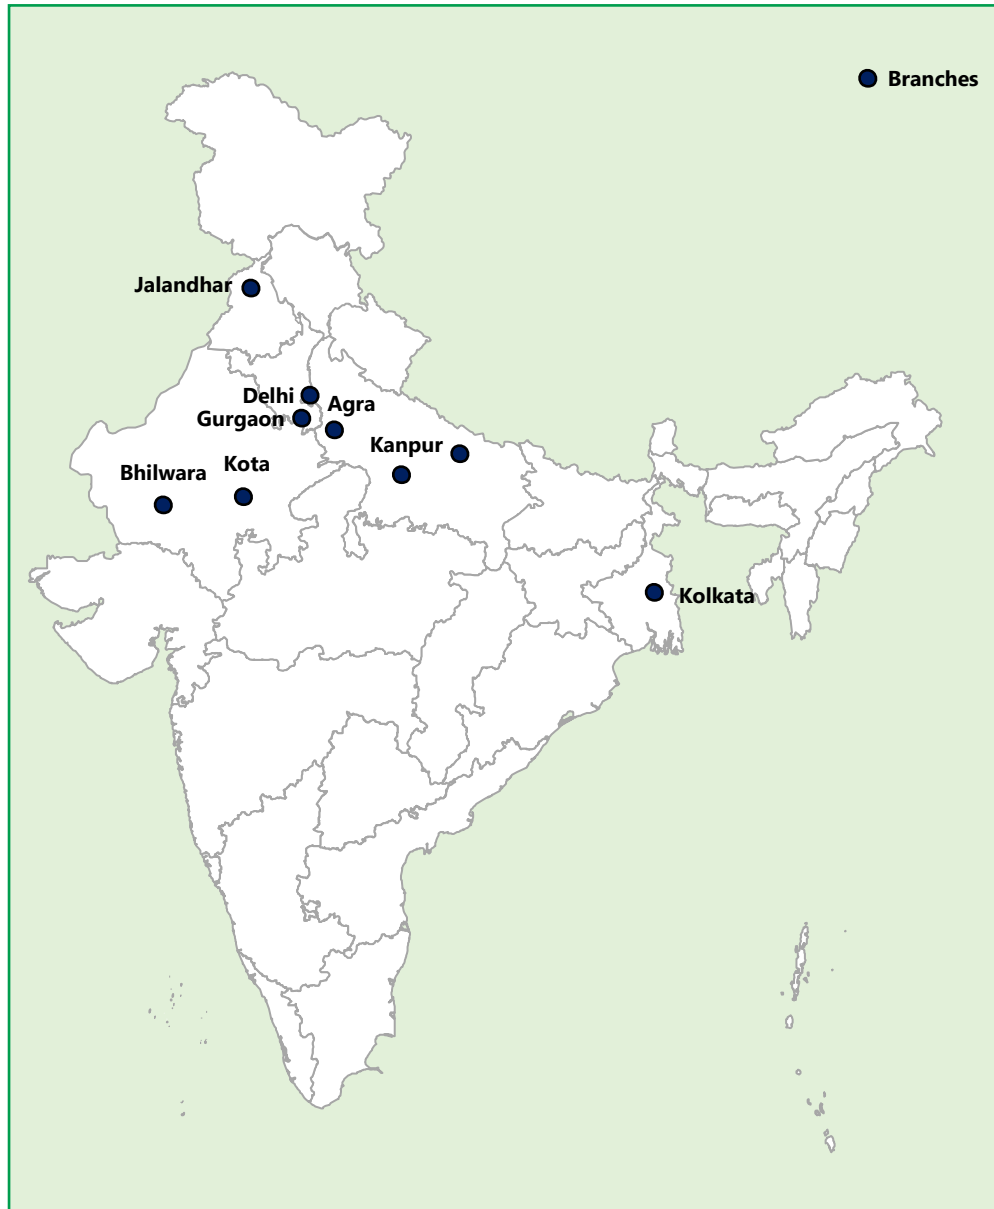 Branches
Jalandhar
Delhi
Agra
Gurgaon
Kanpur
Kota
Bhilwara
Kolkata